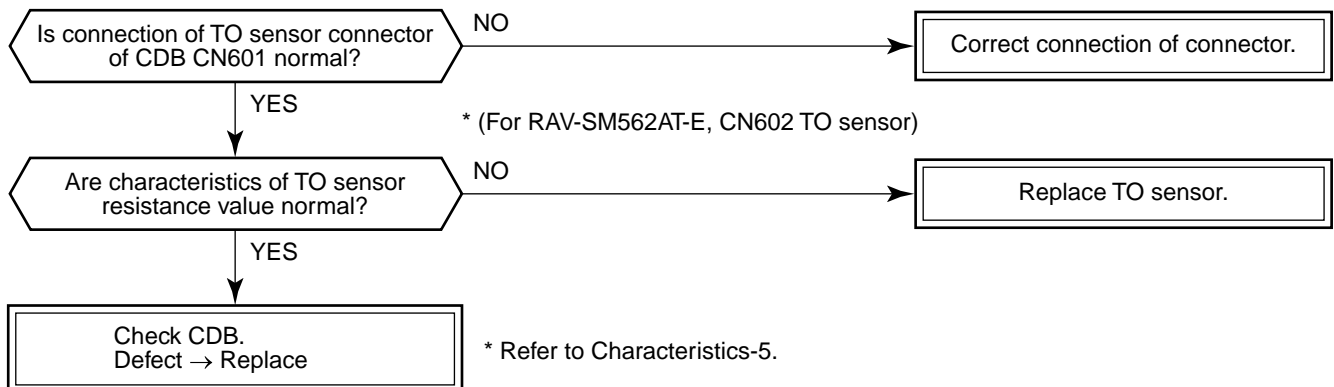 Is connection of TO sensor connector
of CDB CN601 normal?
NO
Correct connection of connector.
YES
* (For RAV-SM562AT-E, CN602 TO sensor)
Are characteristics of TO sensor
resistance value normal?
NO
Replace TO sensor.
YES
Check CDB.
Defect → Replace
* Refer to Characteristics-5.